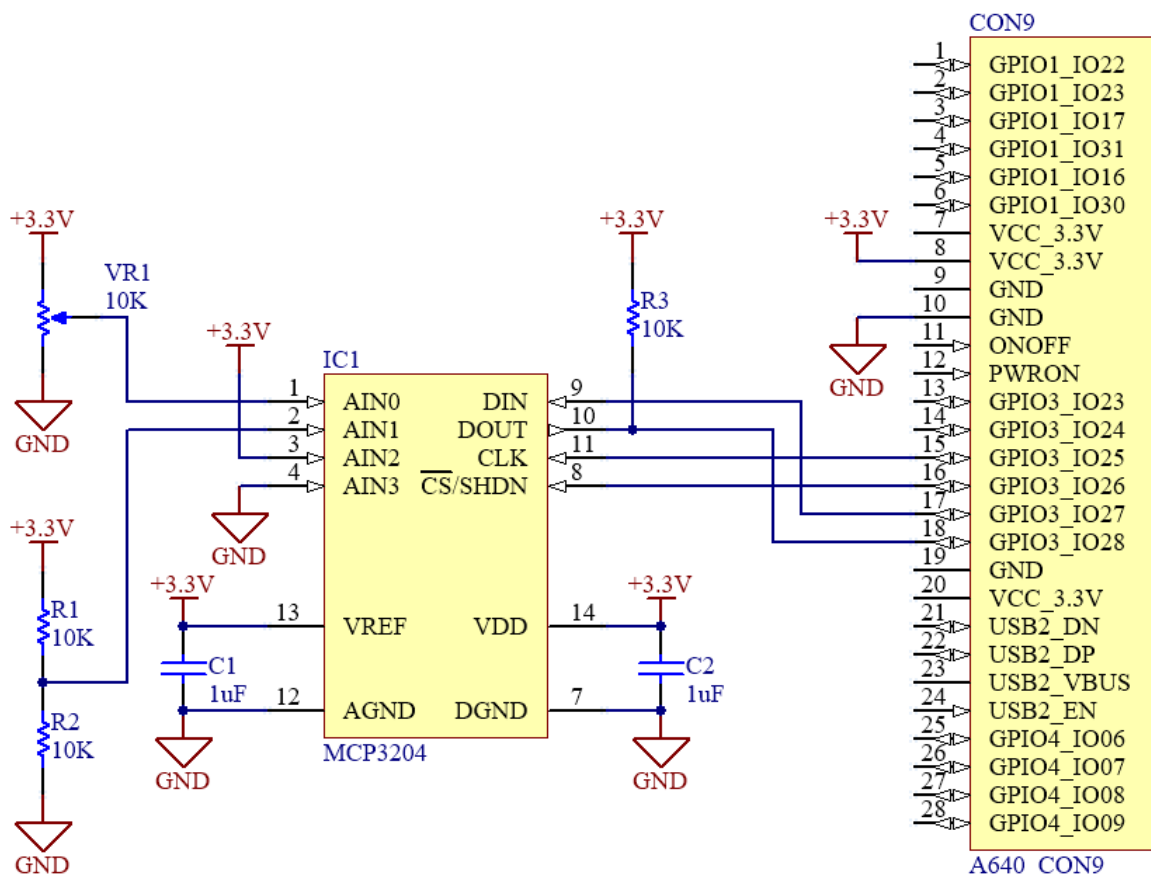 CON9
1 GPIO1_IO22
2 GPIO1_IO23
3 GPIO1_IO17
4 GPIO1_IO31
5 GPIO1_IO16
6 GPIO1_IO30
7 VCC_3.3V
8 VCC_3.3V
9 GND
10 GND
11 ONOFF
12 PWRON
13 GPIO3_IO23
14 GPIO3_IO24
15 GPIO3_IO25
16 GPIO3_IO26
17 GPIO3_IO27
18 GPIO3_IO28
19 GND
20 VCC_3.3V
21 USB2_DN
22 USB2_DP
23 USB2_VBUS
24 USB2_EN
25 GPIO4_IO06
26 GPIO4_IO07
27 GPIO4_IO08
28 GPIO4_IO09
A640_CON9
+3.3V
GND
+3.3V
VR1
10K
GND
+3.3V
R3
10K
+3.3V
IC1
1 AIN0 DIN 9
2 AIN1 DOUT 10
3 AIN2 CLK 11
4 AIN3 CS/SHDN 8
13 VREF VDD 14
12 AGND DGND 7
MCP3204
GND
+3.3V
R1
10K
R2
10K
GND
+3.3V
C1
1uF
GND
+3.3V
C2
1uF
GND